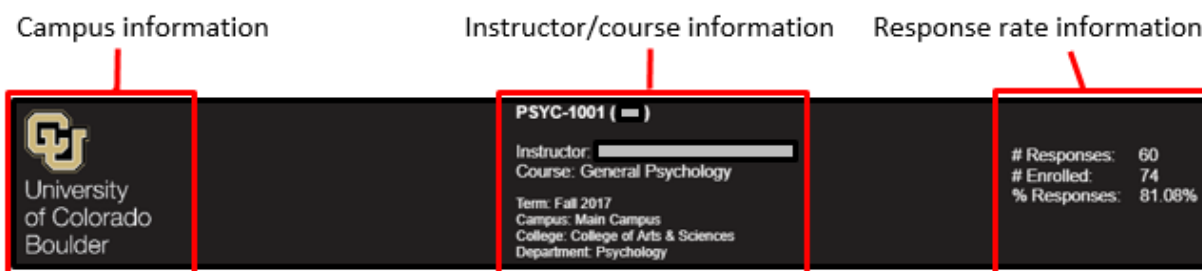 Campus information
Instructor/course information
Response rate information
CU
University
of Colorado
Boulder
PSYC-1001 ( )
Instructor:
Course: General Psychology
Term: Fall 2017
Campus: Main Campus
College: College of Arts & Sciences
Department: Psychology
# Responses: 60
# Enrolled: 74
% Responses: 81.08%